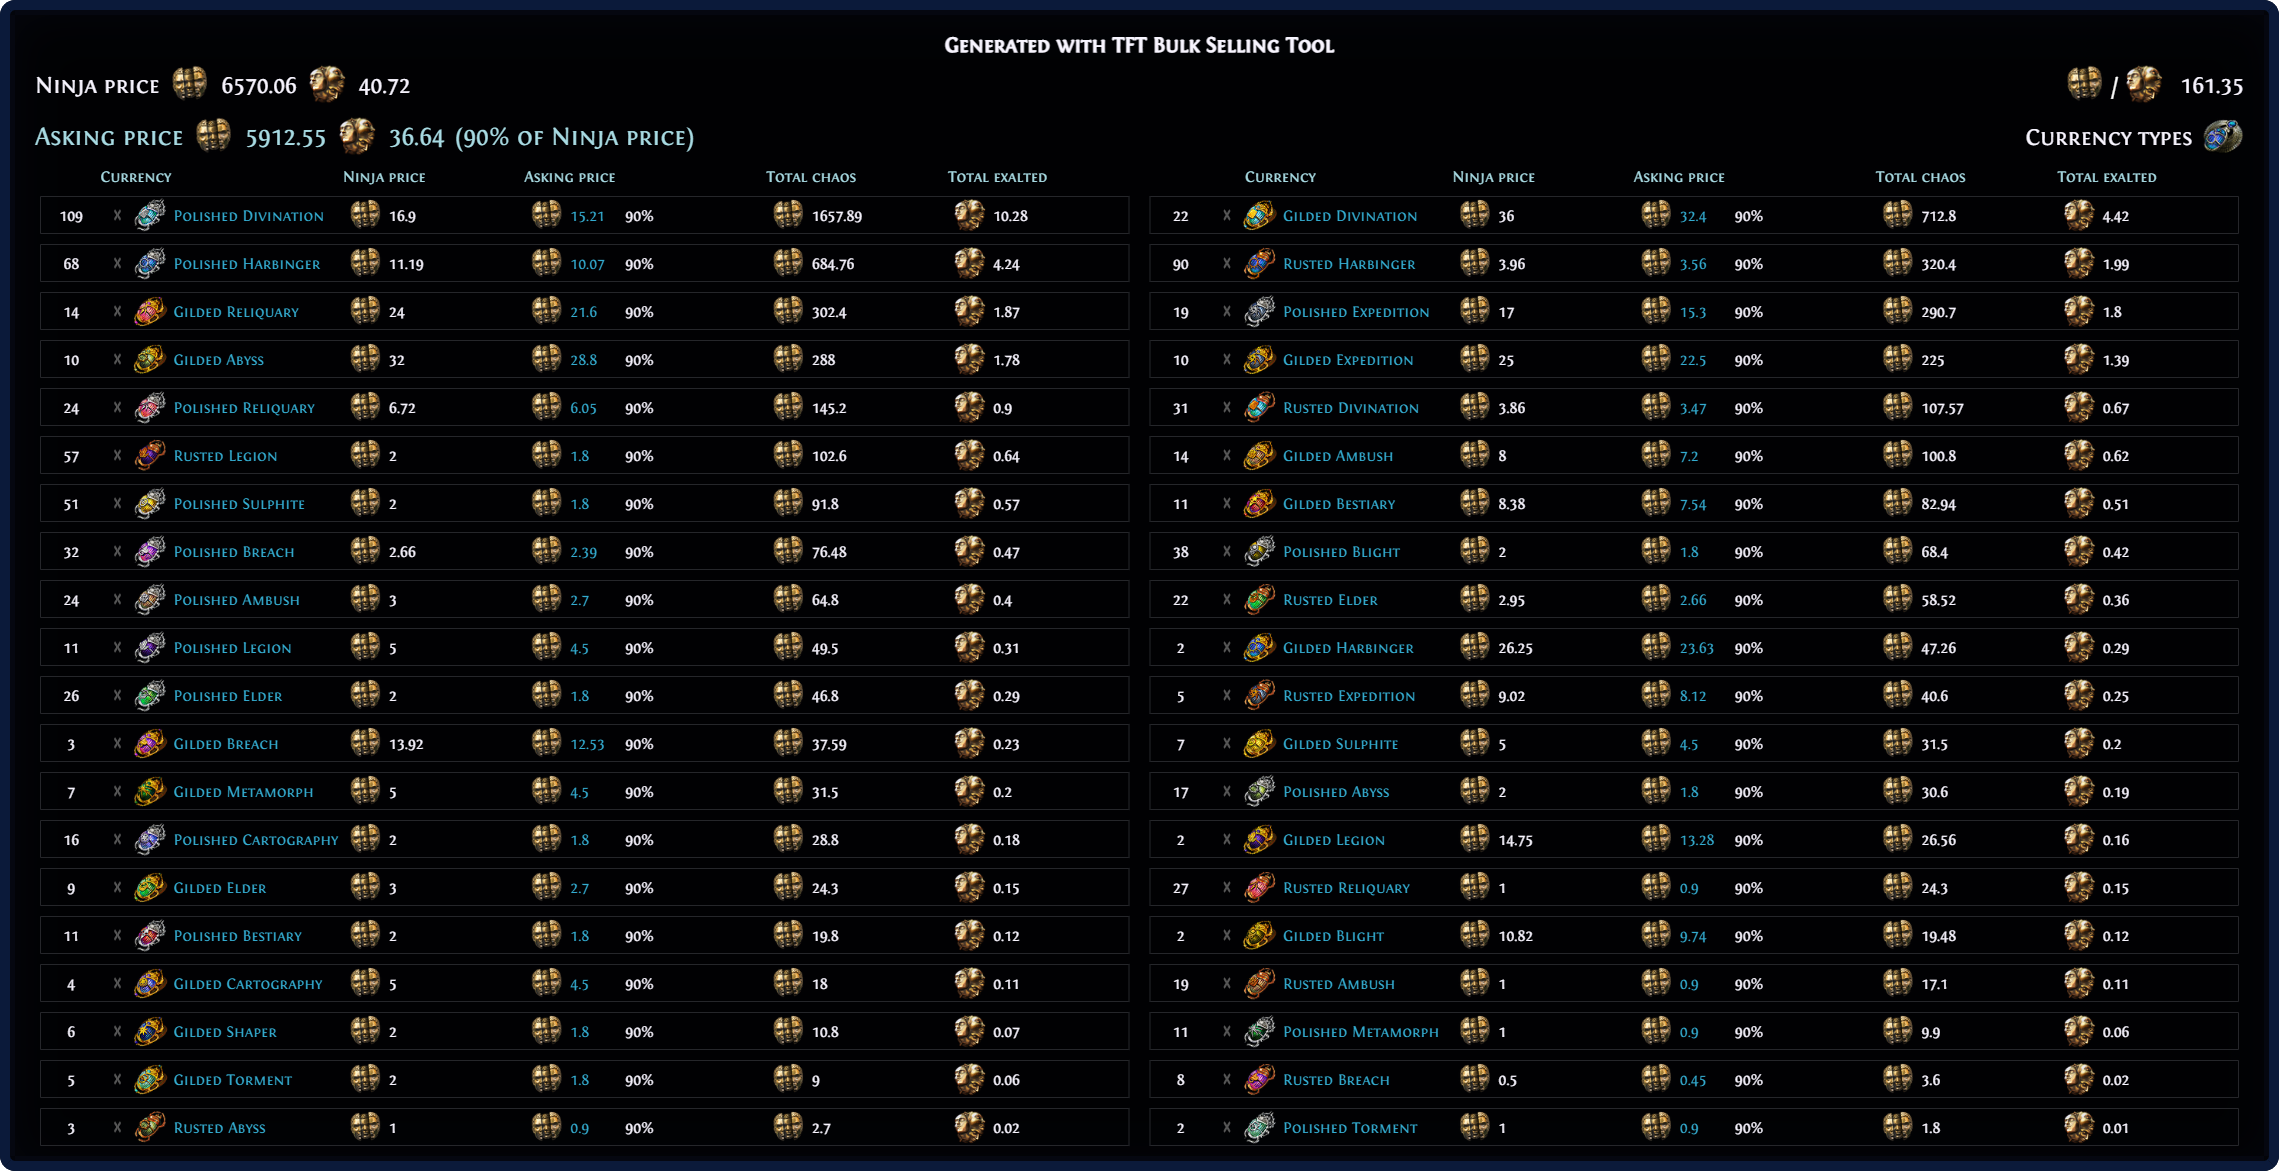 Generated with TFT Bulk Selling Tool
Ninja price 6570.06 40.72 / 161.35
Asking price 5912.55 36.64 (90% of Ninja price) Currency types
Currency Ninja price Asking price Total chaos Total exalted Currency Ninja price Asking price Total chaos Total exalted
109 x Polished Divination 16.9 15.21 90% 1657.89 10.28 22 x Gilded Divination 36 32.4 90% 712.8 4.42
68 x Polished Harbinger 11.19 10.07 90% 684.76 4.24 90 x Rusted Harbinger 3.96 3.56 90% 320.4 1.99
14 x Gilded Reliquary 24 21.6 90% 302.4 1.87 19 x Polished Expedition 17 15.3 90% 290.7 1.8
10 x Gilded Abyss 32 28.8 90% 288 1.78 10 x Gilded Expedition 25 22.5 90% 225 1.39
24 x Polished Reliquary 6.72 6.05 90% 145.2 0.9 31 x Rusted Divination 3.86 3.47 90% 107.57 0.67
57 x Rusted Legion 2 1.8 90% 102.6 0.64 14 x Gilded Ambush 8 7.2 90% 100.8 0.62
51 x Polished Sulphite 2 1.8 90% 91.8 0.57 11 x Gilded Bestiary 8.38 7.54 90% 82.94 0.51
32 x Polished Breach 2.66 2.39 90% 76.48 0.47 38 x Polished Blight 2 1.8 90% 68.4 0.42
24 x Polished Ambush 3 2.7 90% 64.8 0.4 22 x Rusted Elder 2.95 2.66 90% 58.52 0.36
11 x Polished Legion 5 4.5 90% 49.5 0.31 2 x Gilded Harbinger 26.25 23.63 90% 47.26 0.29
26 x Polished Elder 2 1.8 90% 46.8 0.29 5 x Rusted Expedition 9.02 8.12 90% 40.6 0.25
3 x Gilded Breach 13.92 12.53 90% 37.59 0.23 7 x Gilded Sulphite 5 4.5 90% 31.5 0.2
7 x Gilded Metamorph 5 4.5 90% 31.5 0.2 17 x Polished Abyss 2 1.8 90% 30.6 0.19
16 x Polished Cartography 2 1.8 90% 28.8 0.18 2 x Gilded Legion 14.75 13.28 90% 26.56 0.16
9 x Gilded Elder 3 2.7 90% 24.3 0.15 27 x Rusted Reliquary 1 0.9 90% 24.3 0.15
11 x Polished Bestiary 2 1.8 90% 19.8 0.12 2 x Gilded Blight 10.82 9.74 90% 19.48 0.12
4 x Gilded Cartography 5 4.5 90% 18 0.11 19 x Rusted Ambush 1 0.9 90% 17.1 0.11
6 x Gilded Shaper 2 1.8 90% 10.8 0.07 11 x Polished Metamorph 1 0.9 90% 9.9 0.06
5 x Gilded Torment 2 1.8 90% 9 0.06 8 x Rusted Breach 0.5 0.45 90% 3.6 0.02
3 x Rusted Abyss 1 0.9 90% 2.7 0.02 2 x Polished Torment 1 0.9 90% 1.8 0.01